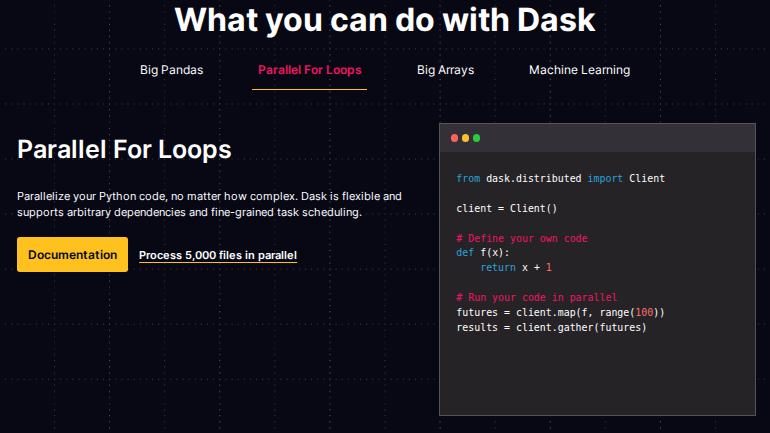 What you can do with Dask
Big Pandas
Parallel For Loops
Big Arrays
Machine Learning
Parallel For Loops
Parallelize your Python code, no matter how complex. Dask is flexible and
supports arbitrary dependencies and fine-grained task scheduling.
Documentation
Process 5,000 files in parallel
from dask.distributed import Client
client = Client()
# Define your own code
def f(x):
    return x + 1
# Run your code in parallel
futures = client.map(f, range(100))
results = client.gather(futures)